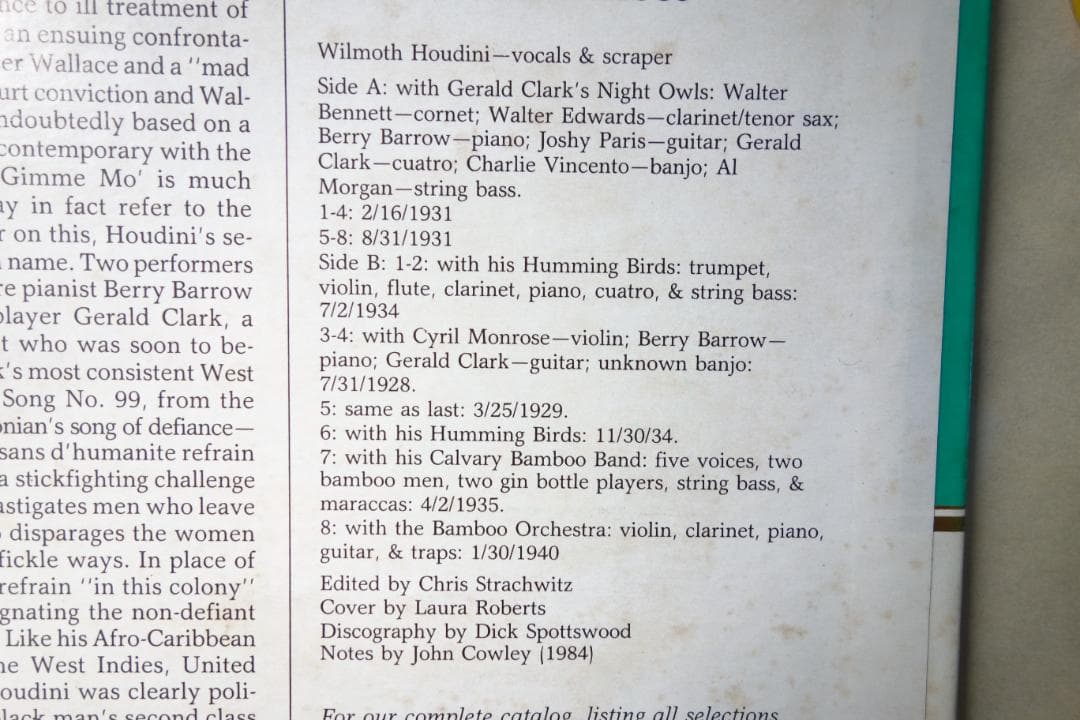 nce to ill treatment of
an ensuing confronta-
er Wallace and a "mad
urt conviction and Wal-
ndoubtedly based on a
contemporary with the
Gimme Mo' is much
ay in fact refer to the
r on this, Houdini's se-
name. Two performers
re pianist Berry Barrow
player Gerald Clark, a
t who was soon to be-
k's most consistent West
Song No. 99, from the
onian's song of defiance—
sans d'humanite refrain
a stickfighting challenge
astigates men who leave
disparages the women
fickle ways. In place of
refrain "in this colony"
gnating the non-defiant
Like his Afro-Caribbean
he West Indies, United
oudini was clearly poli-
lack man's second class
Wilmoth Houdini—vocals & scraper
Side A: with Gerald Clark's Night Owls: Walter
Bennett—cornet; Walter Edwards—clarinet/tenor sax;
Berry Barrow—piano; Joshy Paris—guitar; Gerald
Clark—cuatro; Charlie Vincento—banjo; Al
Morgan—string bass.
1-4: 2/16/1931
5-8: 8/31/1931
Side B: 1-2: with his Humming Birds: trumpet,
violin, flute, clarinet, piano, cuatro, & string bass:
7/2/1934
3-4: with Cyril Monrose—violin; Berry Barrow—
piano; Gerald Clark—guitar; unknown banjo:
7/31/1928.
5: same as last: 3/25/1929.
6: with his Humming Birds: 11/30/34.
7: with his Calvary Bamboo Band: five voices, two
bamboo men, two gin bottle players, string bass, &
maraccas: 4/2/1935.
8: with the Bamboo Orchestra: violin, clarinet, piano,
guitar, & traps: 1/30/1940
Edited by Chris Strachwitz
Cover by Laura Roberts
Discography by Dick Spottswood
Notes by John Cowley (1984)
For our complete catalog, listing all selections